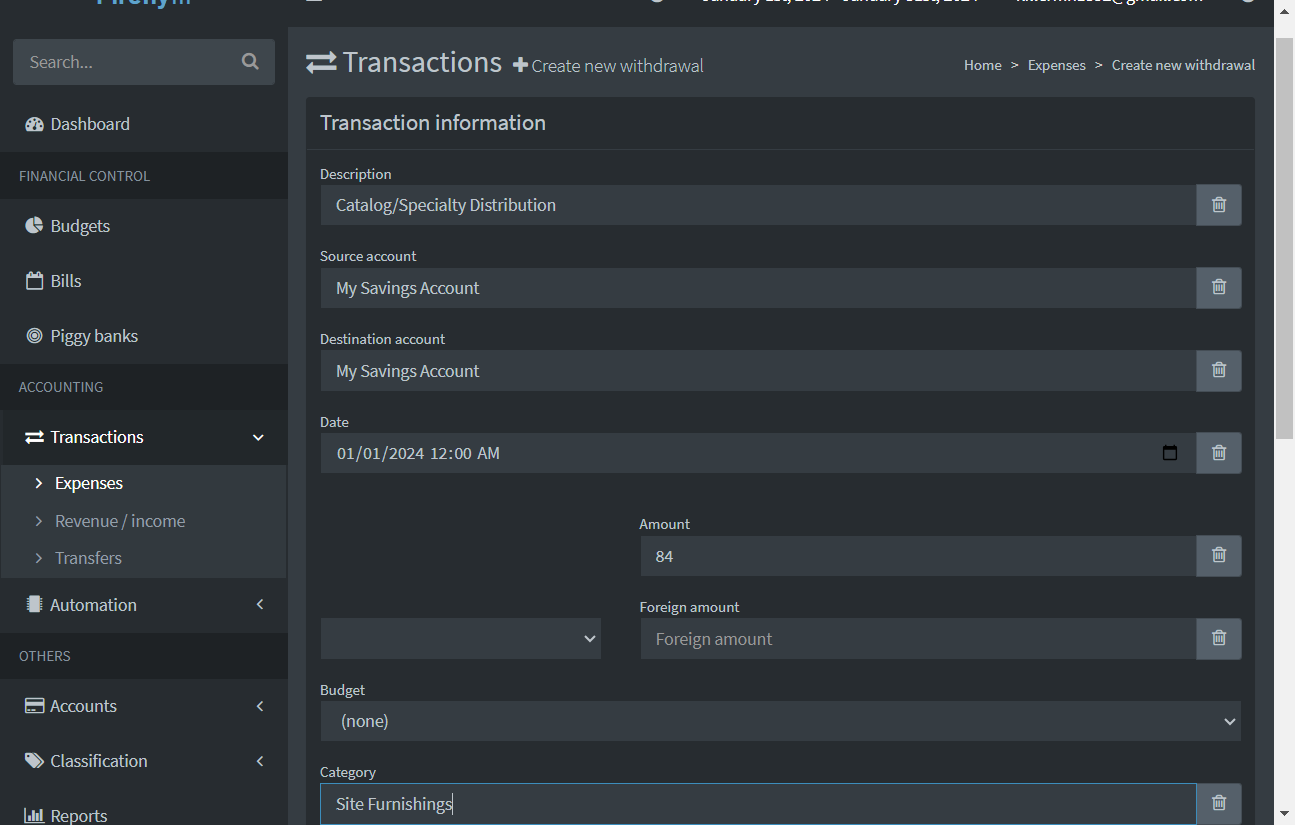 Search...
Transactions Create new withdrawal
Home > Expenses > Create new withdrawal
Dashboard
FINANCIAL CONTROL
Budgets
Bills
Piggy banks
ACCOUNTING
Transactions
Expenses
Revenue / income
Transfers
Automation
OTHERS
Accounts
Classification
Reports
Transaction information
Description
Catalog/Specialty Distribution
Source account
My Savings Account
Destination account
My Savings Account
Date
01/01/2024 12:00 AM
Amount
84
Foreign amount
Foreign amount
Budget
(none)
Category
Site Furnishings